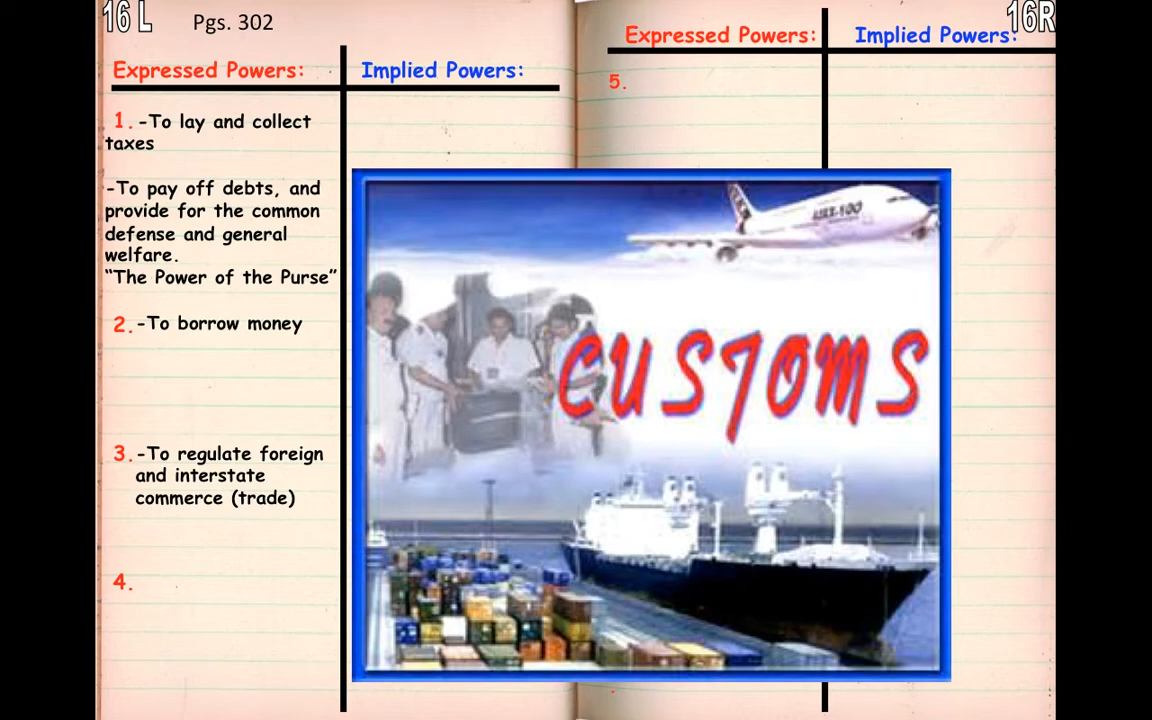 16 L
Pgs. 302
Expressed Powers:
Implied Powers:
1. -To lay and collect
taxes
-To pay off debts, and
provide for the common
defense and general
welfare.
“The Power of the Purse”
2. -To borrow money
3. -To regulate foreign
and interstate
commerce (trade)
4.
16R
Expressed Powers:
Implied Powers:
5.
CUSTOMS